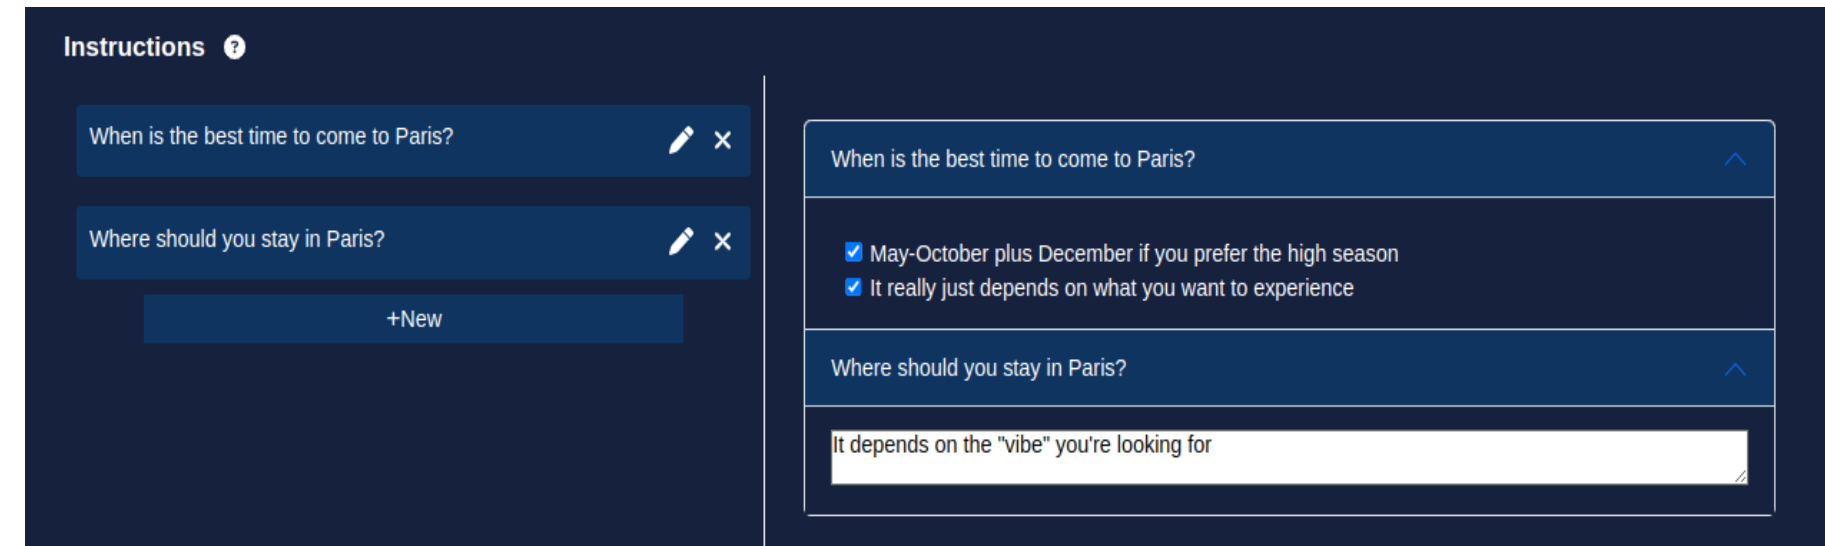 Instructions ?
When is the best time to come to Paris?
Where should you stay in Paris?
+New
When is the best time to come to Paris?
May-October plus December if you prefer the high season
It really just depends on what you want to experience
Where should you stay in Paris?
It depends on the "vibe" you're looking for